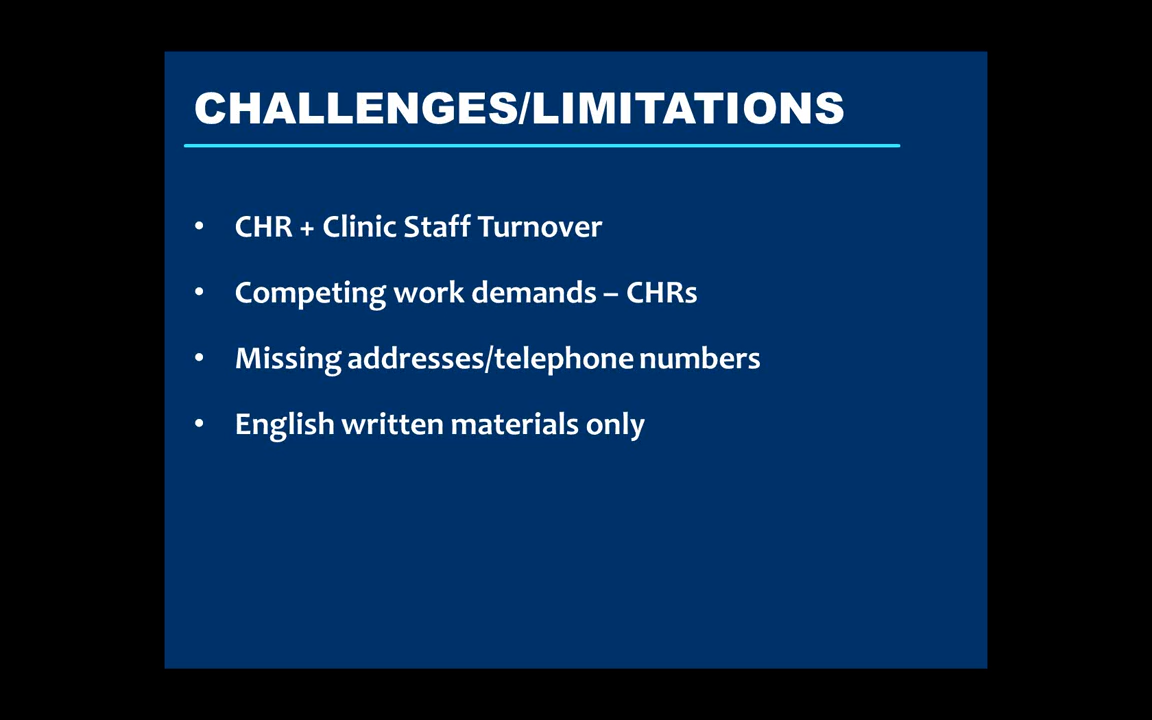 CHALLENGES/LIMITATIONS
• CHR + Clinic Staff Turnover
• Competing work demands – CHRs
• Missing addresses/telephone numbers
• English written materials only